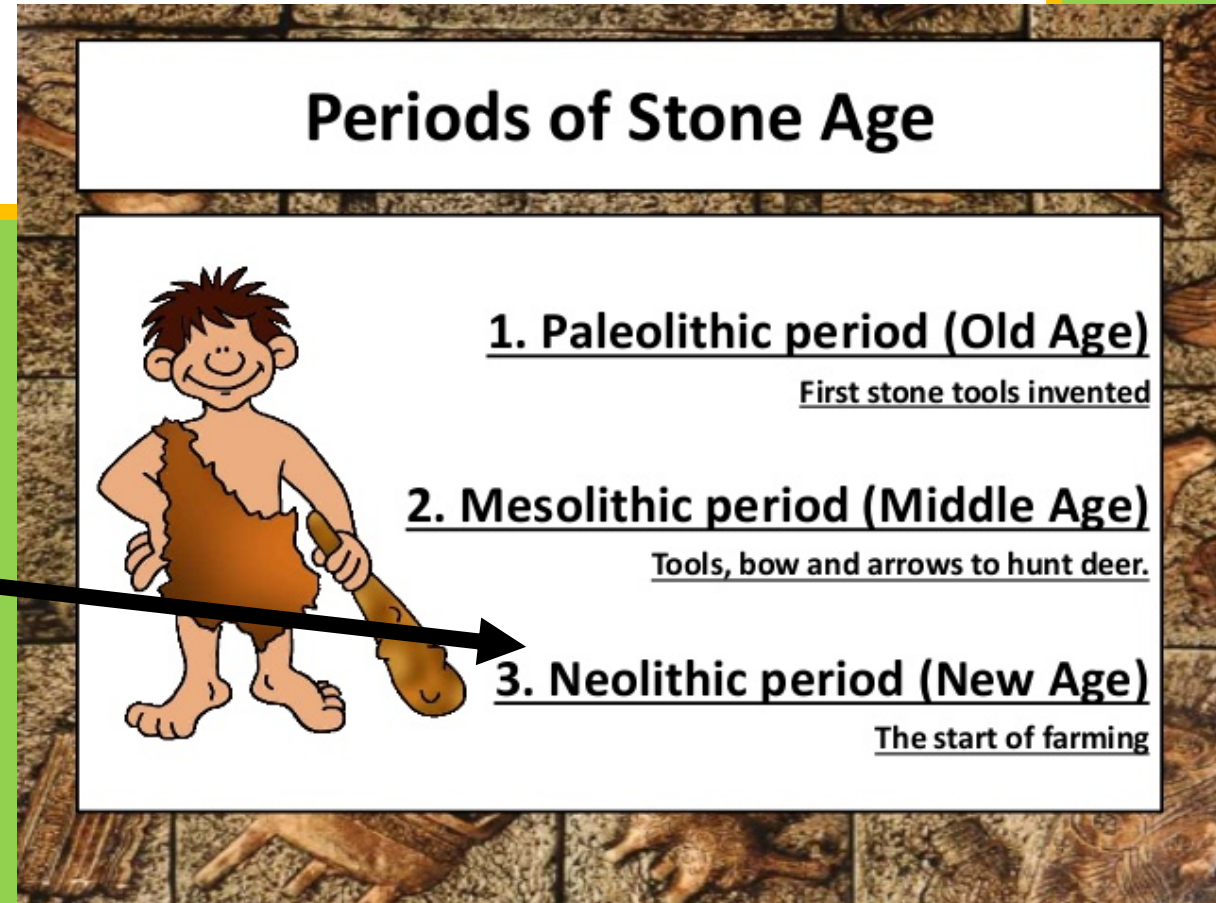 Periods of Stone Age
1. Paleolithic period (Old Age)
First stone tools invented
2. Mesolithic period (Middle Age)
Tools, bow and arrows to hunt deer.
3. Neolithic period (New Age)
The start of farming